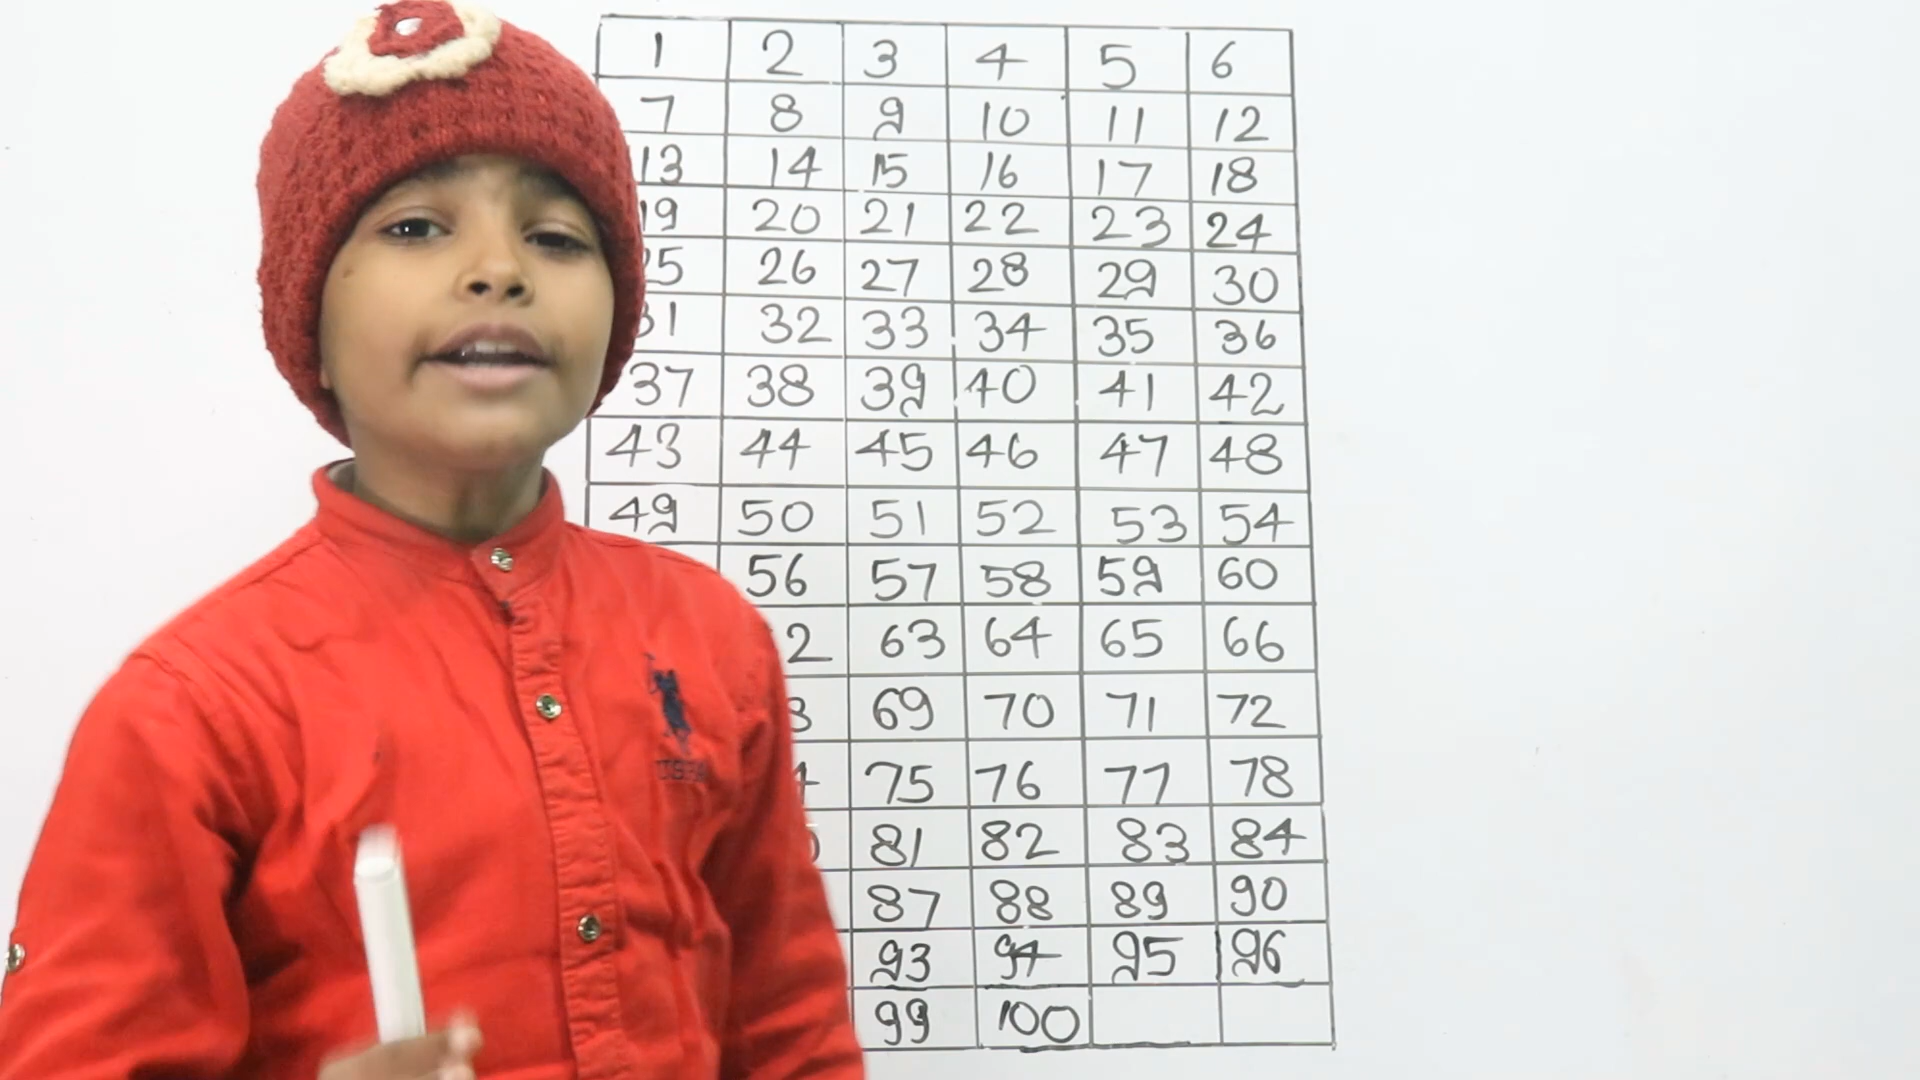 1 2 3 4 5 6
7 8 9 10 11 12
13 14 15 16 17 18
19 20 21 22 23 24
26 27 28 29 30
32 33 34 35 36
37 38 39 40 41 42
43 44 45 46 47 48
49 50 51 52 53 54
56 57 58 59 60
2 63 64 65 66
69 70 71 72
75 76 77 78
81 82 83 84
87 88 89 90
93 94 95 96
99 100